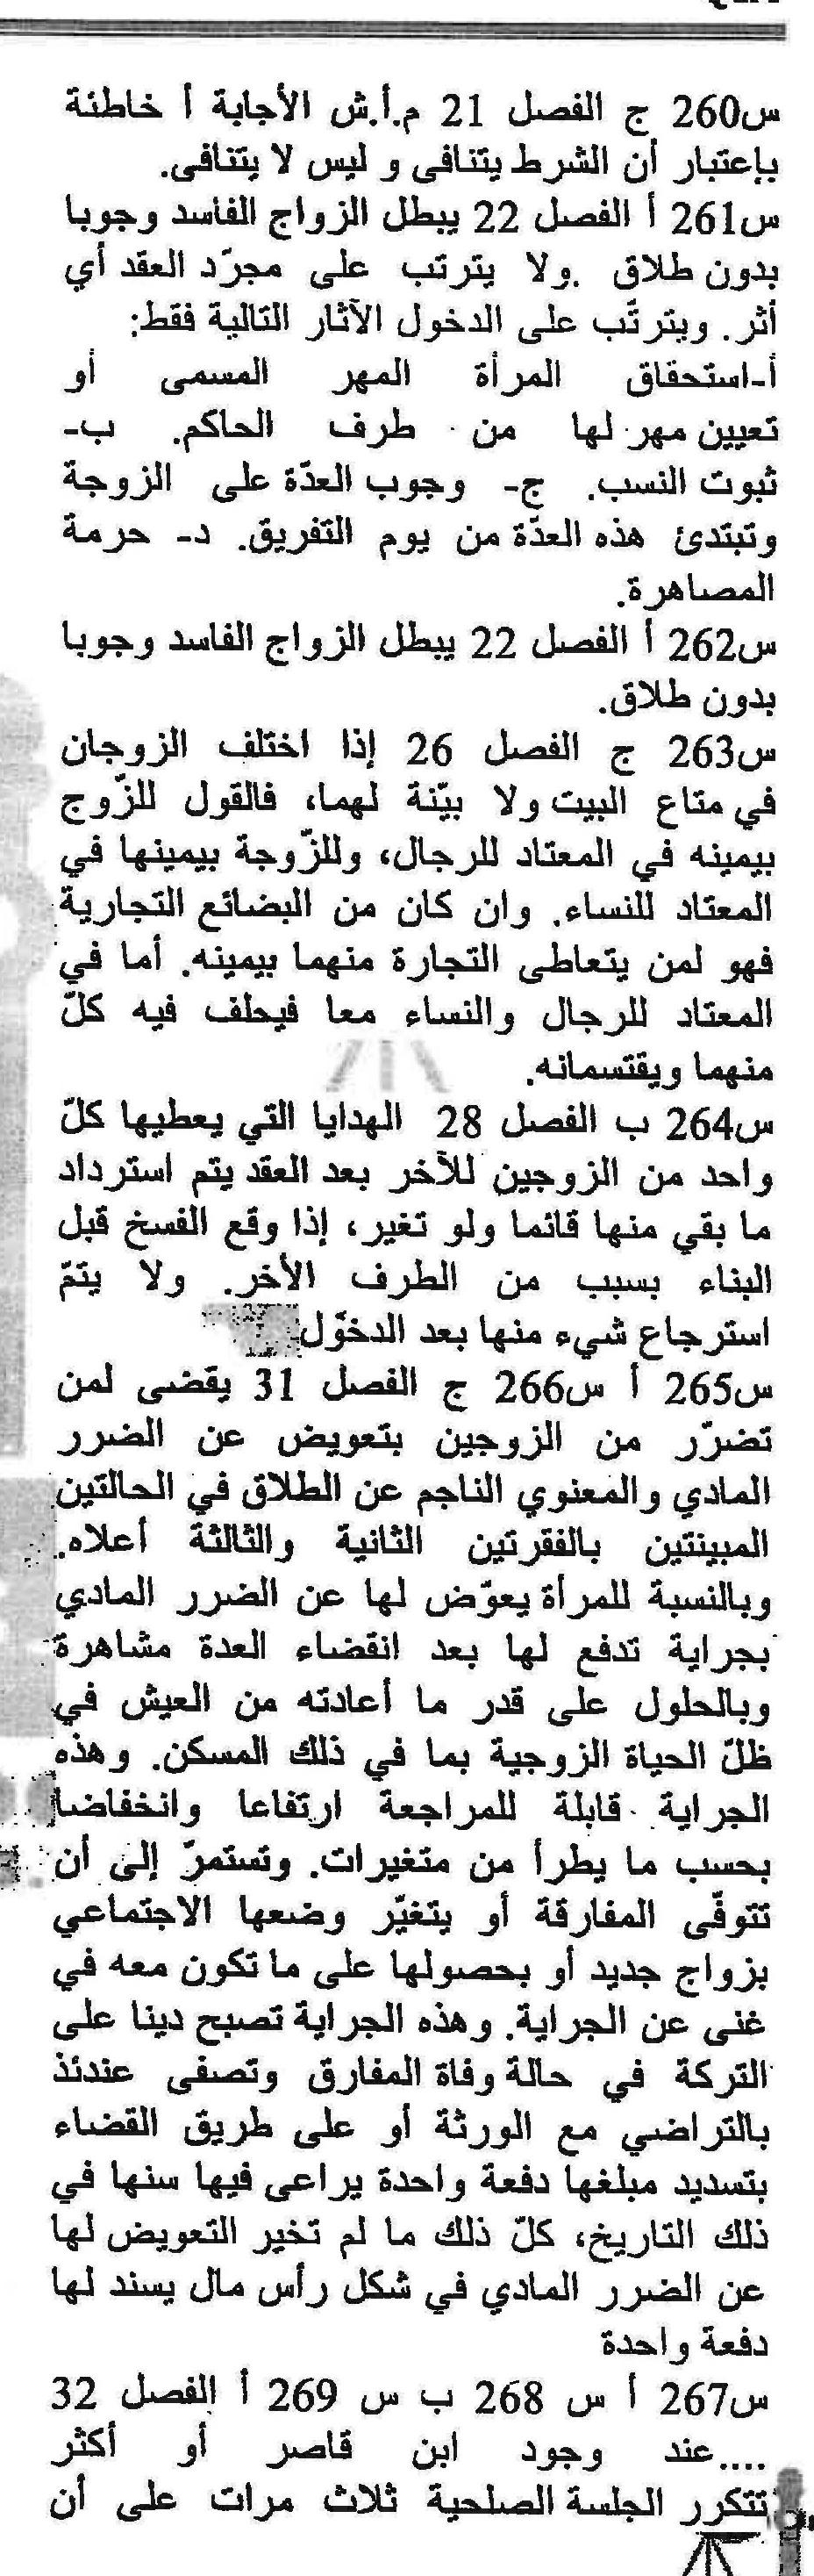 س260 ج الفصل 21 م.أ.ش الأجابة أ خاطئة
بإعتبار أن الشرط يتنافى و ليس لا يتنافى.
س261 أ الفصل 22 يبطل الزواج الفاسد وجوبا
بدون طلاق .ولا يترتب على مجرّد العقد أي
أثر. ويترتّب على الدخول الآثار التالية فقط:
أ-استحقاق المرأة المهر المسمى أو
تعيين مهر لها من طرف الحاكم. ب-
ثبوت النسب. ج- وجوب العدّة على الزوجة
وتبتدئ هذه العدّة من يوم التفريق. د- حرمة
المصاهرة.
س262 أ الفصل 22 يبطل الزواج الفاسد وجوبا
بدون طلاق.
س263 ج الفصل 26 إذا اختلف الزوجان
في متاع البيت ولا بيّنة لهما، فالقول للزّوج
بيمينه في المعتاد للرجال، وللزّوجة بيمينها في
المعتاد للنساء. وان كان من البضائع التجارية
فهو لمن يتعاطى التجارة منهما بيمينه. أما في
المعتاد للرجال والنساء معا فيحلف فيه كلّ
منهما ويقتسمانه.
س264 ب الفصل 28 الهدايا التي يعطيها كلّ
واحد من الزوجين للآخر بعد العقد يتم استرداد
ما بقي منها قائما ولو تغير، إذا وقع الفسخ قبل
البناء بسبب من الطرف الأخر. ولا يتمّ
استرجاع شيء منها بعد الدخول
س265 أ س266 ج الفصل 31 يقضى لمن
تضرّر من الزوجين بتعويض عن الضرر
المادي والمعنوي الناجم عن الطلاق في الحالتين
المبينتين بالفقرتين الثانية والثالثة أعلاه.
وبالنسبة للمرأة يعوّض لها عن الضرر المادي
بجراية تدفع لها بعد انقضاء العدة مشاهرة
وبالحلول على قدر ما أعادته من العيش في
ظلّ الحياة الزوجية بما في ذلك المسكن. وهذه
الجراية قابلة للمراجعة ارتفاعا وانخفاضا
بحسب ما يطرأ من متغيرات. وتستمرّ إلى أن
تتوفّى المفارقة أو يتغيّر وضعها الاجتماعي
بزواج جديد أو بحصولها على ما تكون معه في
غنى عن الجراية. وهذه الجراية تصبح دينا على
التركة في حالة وفاة المفارق وتصفى عندئذ
بالتراضي مع الورثة أو على طريق القضاء
بتسديد مبلغها دفعة واحدة يراعى فيها سنها في
ذلك التاريخ، كلّ ذلك ما لم تخير التعويض لها
عن الضرر المادي في شكل رأس مال يسند لها
دفعة واحدة
س267 أ س 268 ب س 269 أ الفصل 32
....عند وجود ابن قاصر أو أكثر
تتكرر الجلسة الصلحية ثلاث مرات على أن